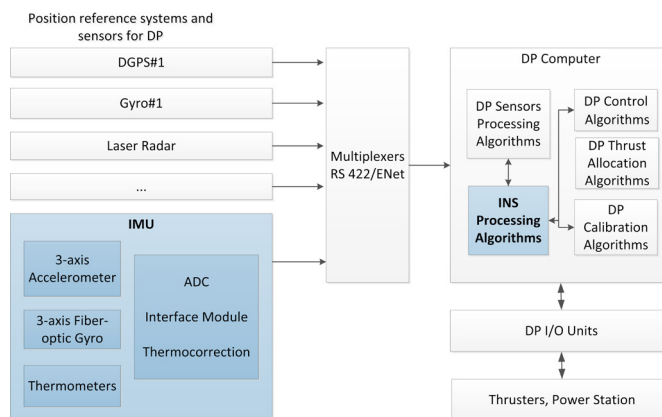 Position reference systems and
sensors for DP
DGPS#1
Gyro#1
Laser Radar
...
IMU
3-axis
Accelerometer
3-axis Fiber-
optic Gyro
Thermometers
ADC
Interface Module
Thermocorrection
Multiplexers
RS 422/ENet
DP Computer
DP Sensors
Processing
Algorithms
INS
Processing
Algorithms
DP Control
Algorithms
DP Thrust
Allocation
Algorithms
DP
Calibration
Algorithms
DP I/O Units
Thrusters, Power Station